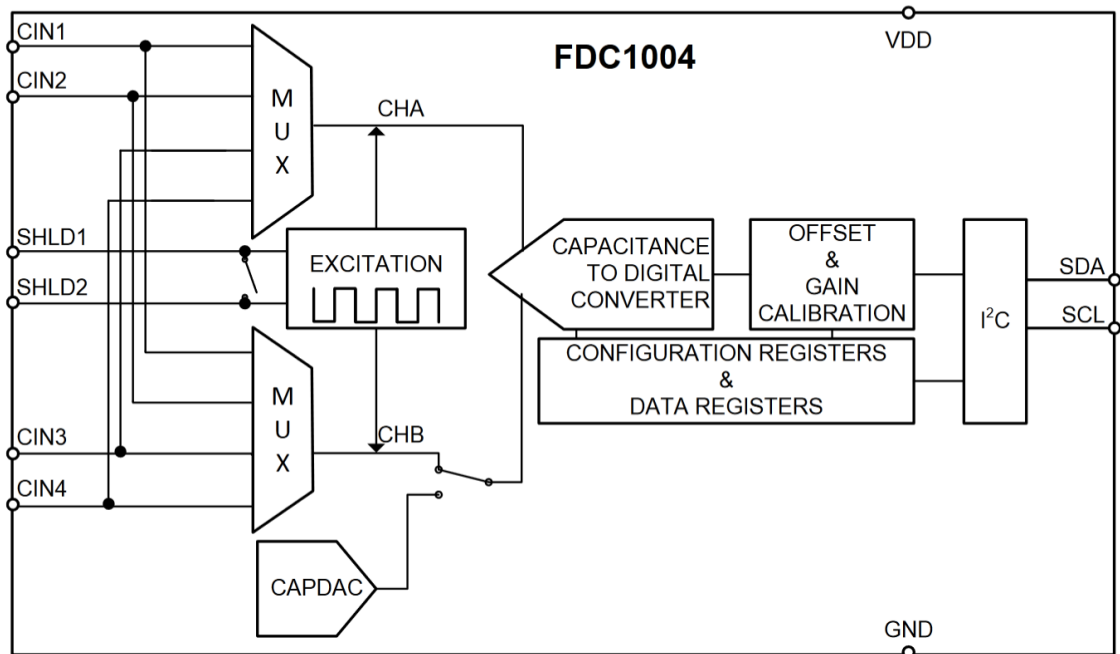 CIN1
CIN2
SHLD1
SHLD2
CIN3
CIN4
M
U
X
CHA
EXCITATION
M
U
X
CHB
CAPDAC
FDC1004
VDD
CAPACITANCE
TO DIGITAL
CONVERTER
OFFSET
&
GAIN
CALIBRATION
CONFIGURATION REGISTERS
&
DATA REGISTERS
I²C
SDA
SCL
GND